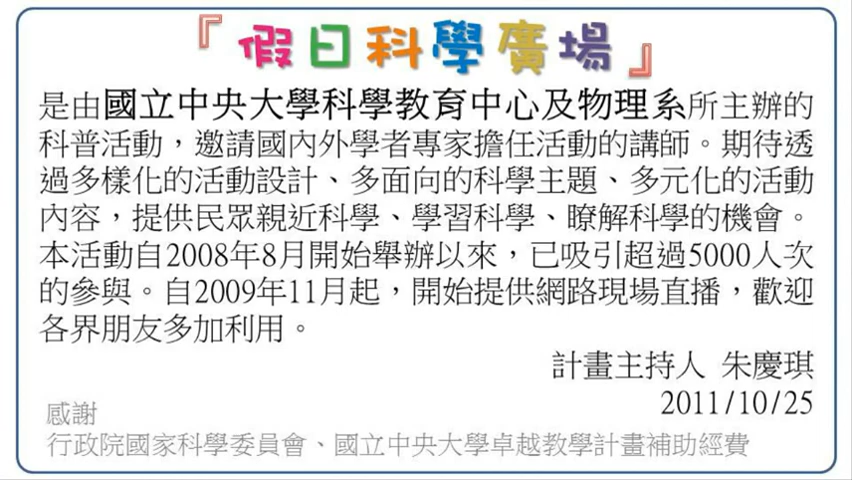 『假日科學廣場』
是由國立中央大學科學教育中心及物理系所主辦的
科普活動，邀請國內外學者專家擔任活動的講師。期待透
過多樣化的活動設計、多面向的科學主題、多元化的活動
內容，提供民眾親近科學、學習科學、瞭解科學的機會。
本活動自2008年8月開始舉辦以來，已吸引超過5000人次
的參與。自2009年11月起，開始提供網路現場直播，歡迎
各界朋友多加利用。
計畫主持人 朱慶琪
2011/10/25
感謝
行政院國家科學委員會、國立中央大學卓越教學計畫補助經費